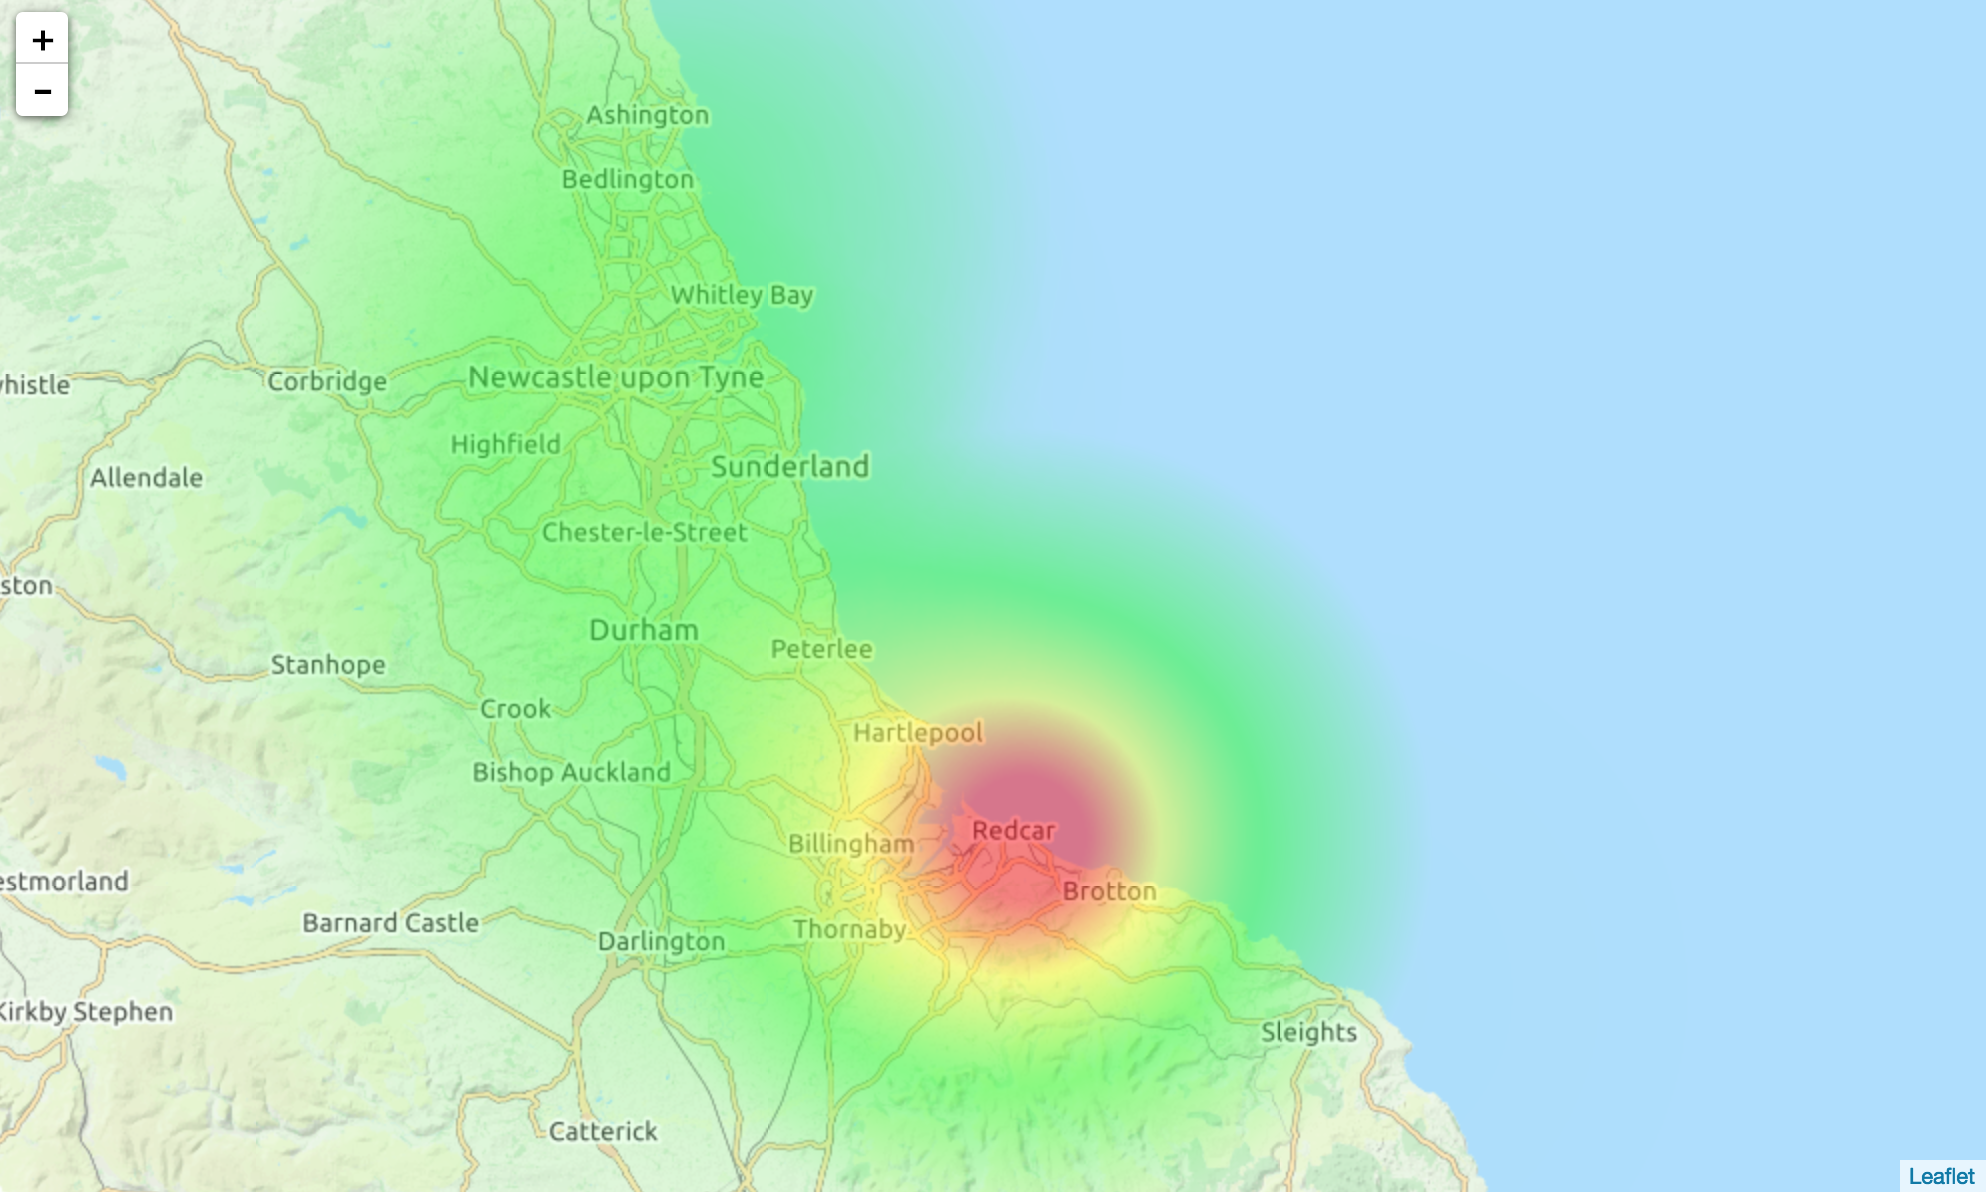 +
-
Ashington
Bedlington
Whitley Bay
Newcastle upon Tyne
whistle
Corbridge
Highfield
Sunderland
Allendale
Chester-le-Street
ston
Durham
Peterlee
Stanhope
Crook
Hartlepool
Bishop Auckland
Redcar
Billingham
estmorland
Brotton
Barnard Castle
Thornaby
Darlington
Kirkby Stephen
Sleights
Catterick
Leaflet